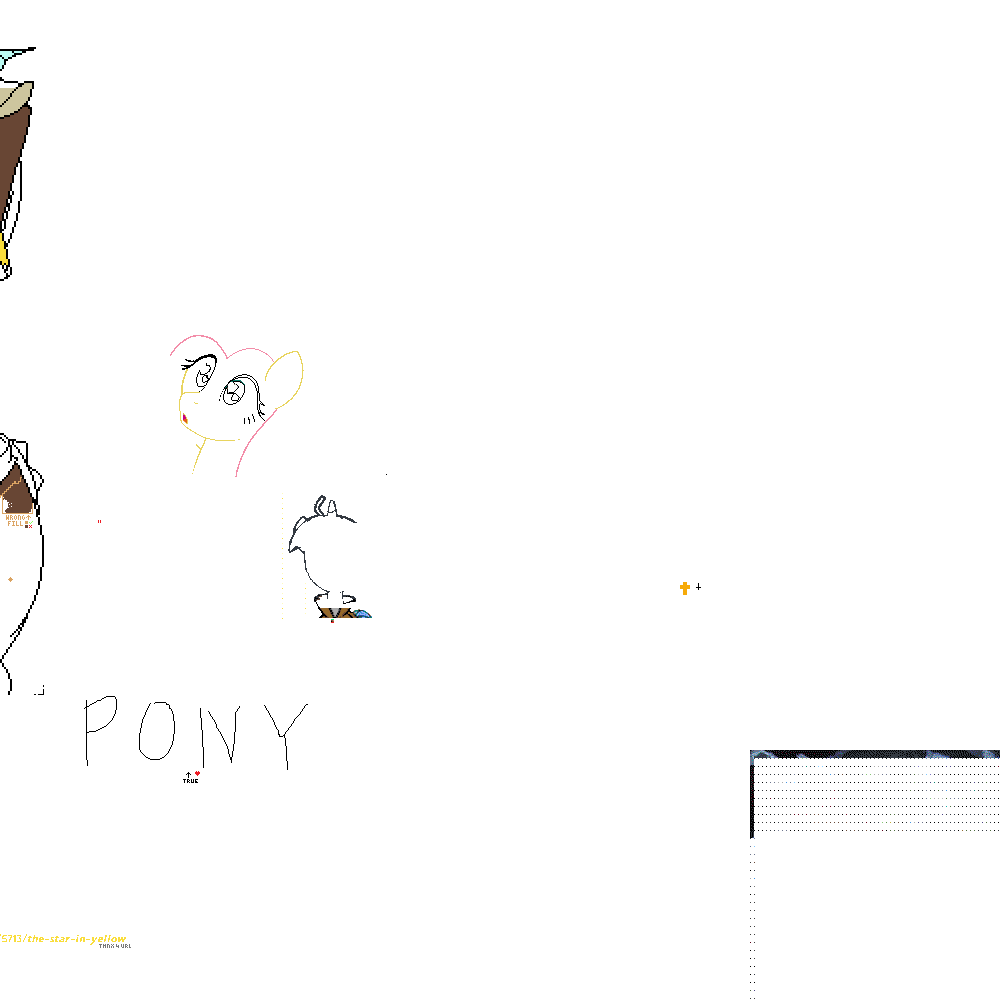 WRONG↑
FILL
PONY
↑
TRUE
/5713/the-star-in-yellow